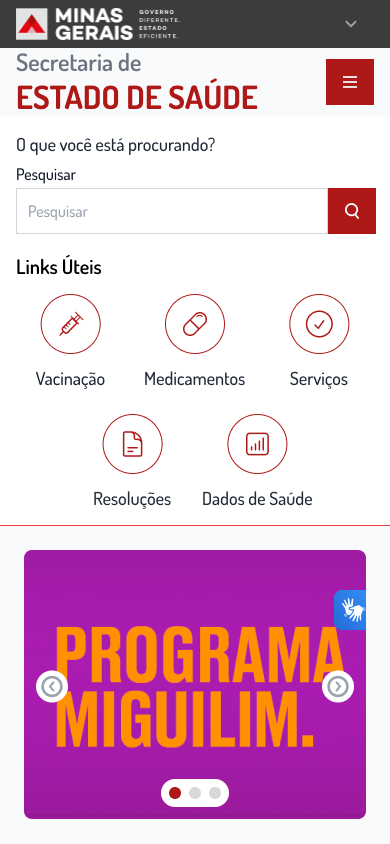 MINAS
GERAIS
GOVERNO
DIFERENTE.
ESTADO
EFICIENTE.
Secretaria de
ESTADO DE SAÚDE
O que você está procurando?
Pesquisar
Pesquisar
Links Úteis
Vacinação
Medicamentos
Serviços
Resoluções
Dados de Saúde
PROGRAMA
MIGUILIM.